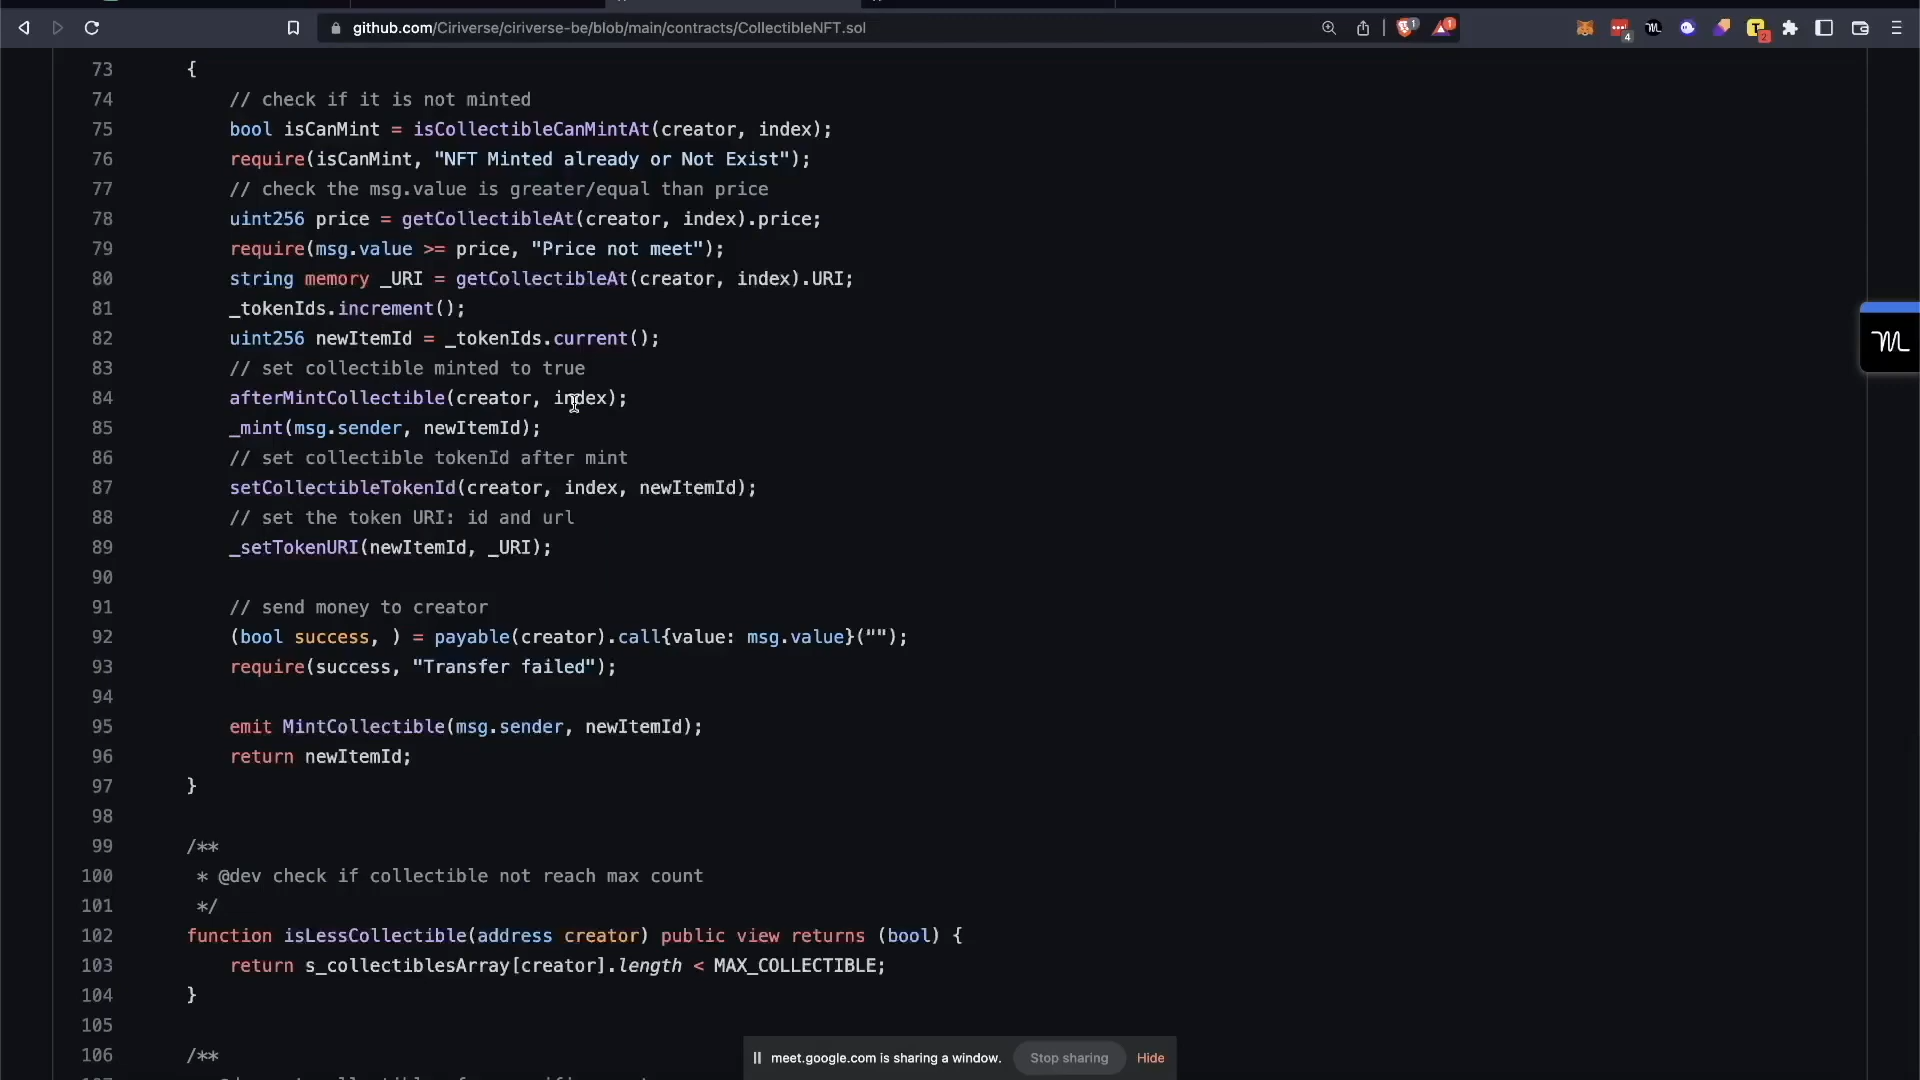 github.com/Ciriverse/ciriverse-be/blob/main/contracts/CollectibleNFT.sol
1
1
4
2
73 {
74 // check if it is not minted
75 bool isCanMint = isCollectibleCanMintAt(creator, index);
76 require(isCanMint, "NFT Minted already or Not Exist");
77 // check the msg.value is greater/equal than price
78 uint256 price = getCollectibleAt(creator, index).price;
79 require(msg.value >= price, "Price not meet");
80 string memory _URI = getCollectibleAt(creator, index).URI;
81 _tokenIds.increment();
82 uint256 newItemId = _tokenIds.current();
83 // set collectible minted to true
84 afterMintCollectible(creator, index);
85 _mint(msg.sender, newItemId);
86 // set collectible tokenId after mint
87 setCollectibleTokenId(creator, index, newItemId);
88 // set the token URI: id and url
89 _setTokenURI(newItemId, _URI);
90
91 // send money to creator
92 (bool success, ) = payable(creator).call{value: msg.value}("");
93 require(success, "Transfer failed");
94
95 emit MintCollectible(msg.sender, newItemId);
96 return newItemId;
97 }
98
99 /**
100 * @dev check if collectible not reach max count
101 */
102 function isLessCollectible(address creator) public view returns (bool) {
103 return s_collectiblesArray[creator].length < MAX_COLLECTIBLE;
104 }
105
106 /**
meet.google.com is sharing a window. Stop sharing Hide